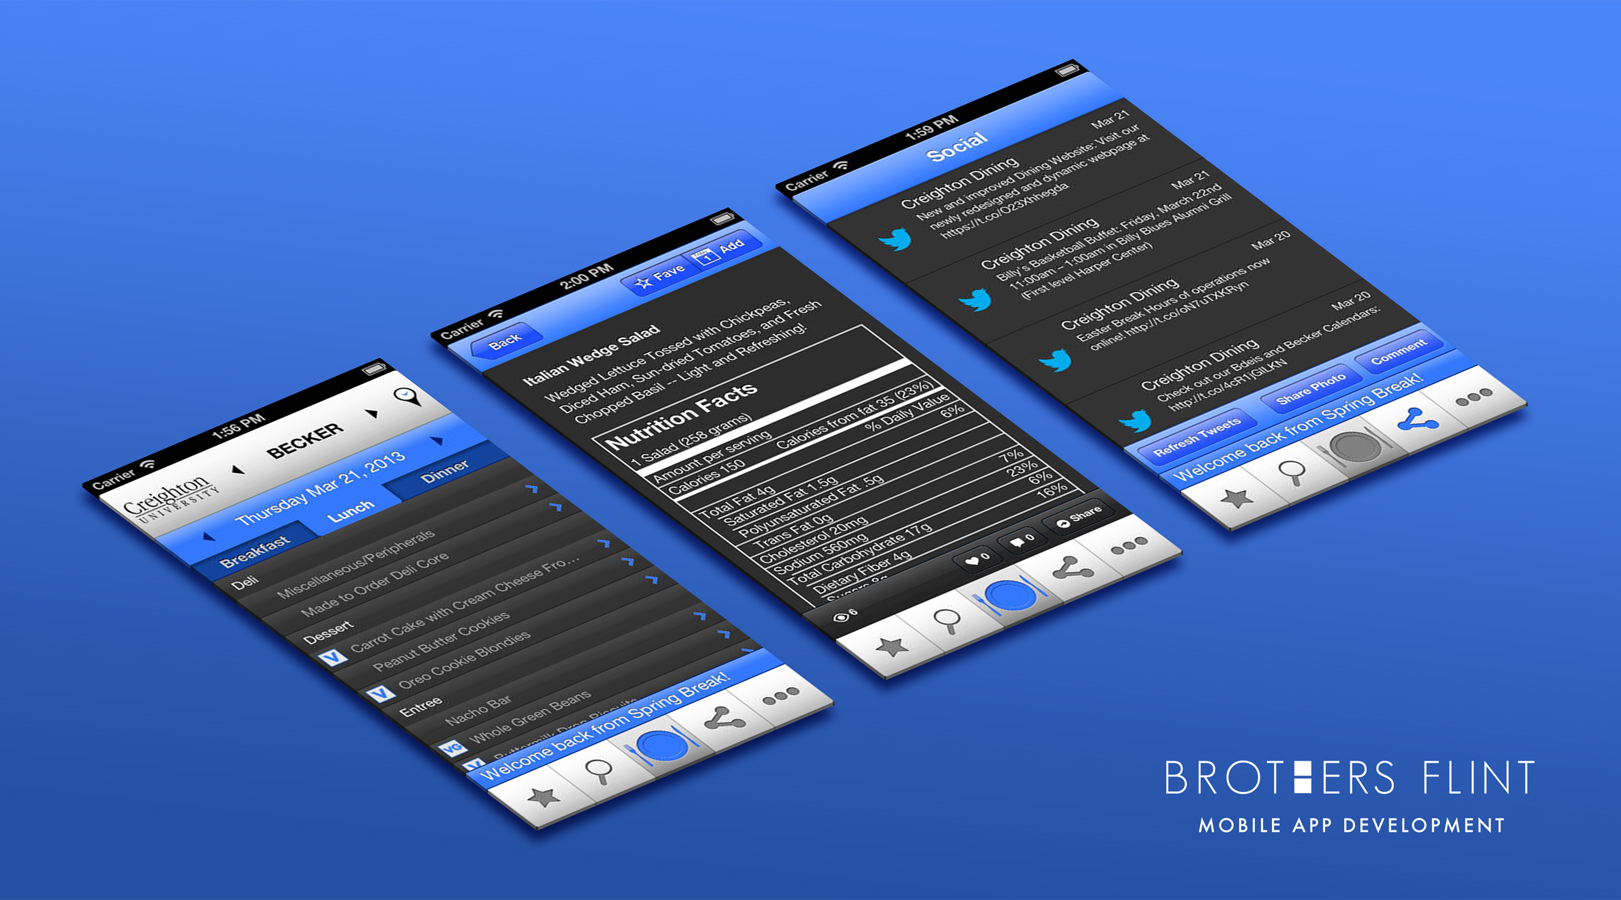 Carrier 1:56 PM
Creighton
UNIVERSITY
BECKER
Thursday Mar 21, 2013
Breakfast Lunch Dinner
Deli
Miscellaneous/Peripherals
Made to Order Deli Core
Dessert
V Carrot Cake with Cream Cheese Fro...
Peanut Butter Cookies
V Oreo Cookie Blondies
Entree
Nacho Bar
VG Whole Green Beans
V Buttermilk Drop Biscuits
Welcome back from Spring Break!
Carrier 2:00 PM
Back Fave 1 Add
Italian Wedge Salad
Wedged Lettuce Tossed with Chickpeas,
Diced Ham, Sun-dried Tomatoes, and Fresh
Chopped Basil -- Light and Refreshing!.
Nutrition Facts
1 Salad (258 grams)
Amount per serving
Calories 150 Calories from fat 35 (23%)
% Daily Value
Total Fat 4g 6%
Saturated Fat 1.5g 7%
Polyunsaturated Fat .5g
Trans Fat 0g
Cholesterol 20mg 7%
Sodium 560mg 23%
Total Carbohydrate 17g 6%
Dietary Fiber 4g 16%
Sugars 8g
6 0 0 Share
Carrier 1:59 PM
Social
Creighton Dining Mar 21
New and improved Dining Website: Visit our
newly redesigned and dynamic webpage at
https://t.co/O23Xhhegda
Creighton Dining Mar 21
Billy's Basketball Buffet: Friday, March 22nd
11:00am – 1:00am in Billy Blues Alumni Grill
(First level Harper Center)
Creighton Dining Mar 20
Easter Break Hours of operations now
online! http://t.co/oN7uTXKRyn
Creighton Dining Mar 20
Check out our Bdeis and Becker Calendars:
http://t.co/4cR1jGILKN
Refresh Tweets Share Photo Comment
Welcome back from Spring Break!
BROTHERS FLINT
MOBILE APP DEVELOPMENT